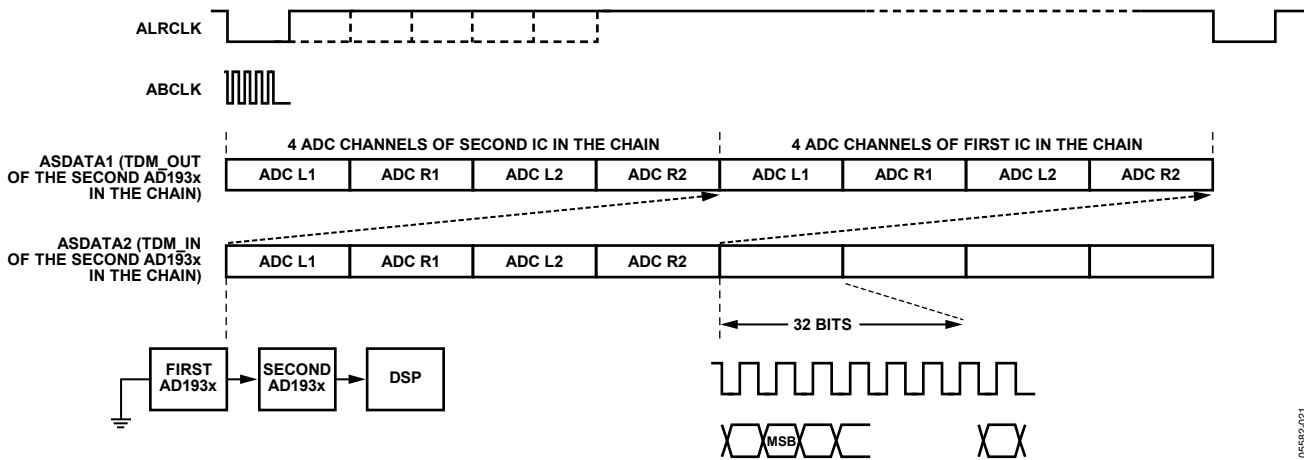 ALRCLK
ABCLK
4 ADC CHANNELS OF SECOND IC IN THE CHAIN
4 ADC CHANNELS OF FIRST IC IN THE CHAIN
ASDATA1 (TDM_OUT
OF THE SECOND AD193x
IN THE CHAIN)
ADC L1
ADC R1
ADC L2
ADC R2
ADC L1
ADC R1
ADC L2
ADC R2
ASDATA2 (TDM_IN
OF THE SECOND AD193x
IN THE CHAIN)
ADC L1
ADC R1
ADC L2
ADC R2
32 BITS
FIRST
AD193x
SECOND
AD193x
DSP
MSB
05582-021